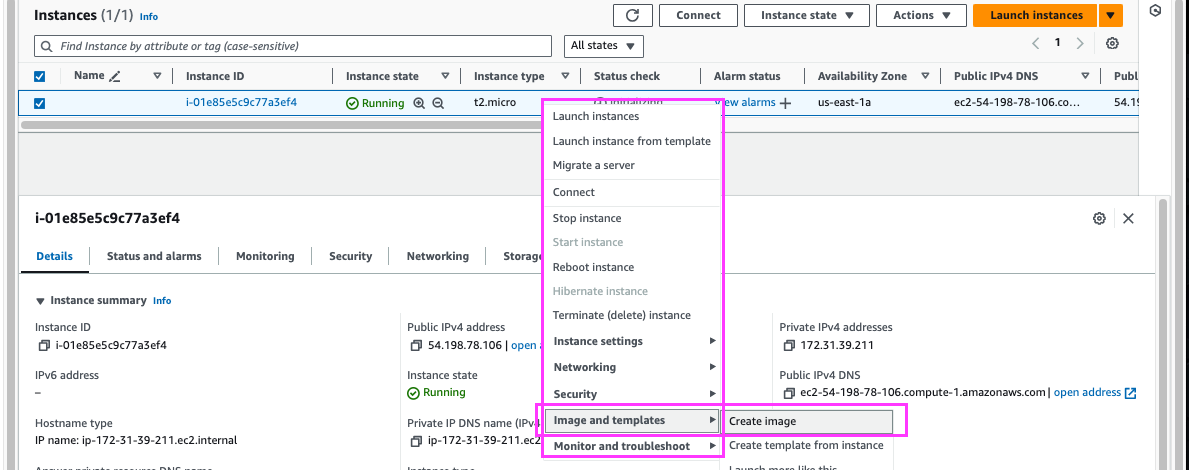 Instances (1/1) Info
Connect
Instance state
Actions
Launch instances
Find Instance by attribute or tag (case-sensitive)
All states
1
Name
Instance ID
Instance state
Instance type
Status check
Alarm status
Availability Zone
Public IPv4 DNS
Publ
i-01e85e5c9c77a3ef4
Running
t2.micro
Initializing
View alarms
us-east-1a
ec2-54-198-78-106.co...
54.19
Launch instances
Launch instance from template
Migrate a server
Connect
Stop instance
Start instance
Reboot instance
Hibernate instance
Terminate (delete) instance
Instance settings
Networking
Security
Image and templates
Monitor and troubleshoot
Create image
Create template from instance
Launch more like this
i-01e85e5c9c77a3ef4
Details
Status and alarms
Monitoring
Security
Networking
Storage
Instance summary Info
Instance ID
i-01e85e5c9c77a3ef4
Public IPv4 address
54.198.78.106 | open
Private IPv4 addresses
172.31.39.211
IPv6 address
–
Instance state
Running
Public IPv4 DNS
ec2-54-198-78-106.compute-1.amazonaws.com | open address
Hostname type
IP name: ip-172-31-39-211.ec2.internal
Private IP DNS name (IPv4
ip-172-31-39-211.ec2
Answer private resource DNS name
Instance type